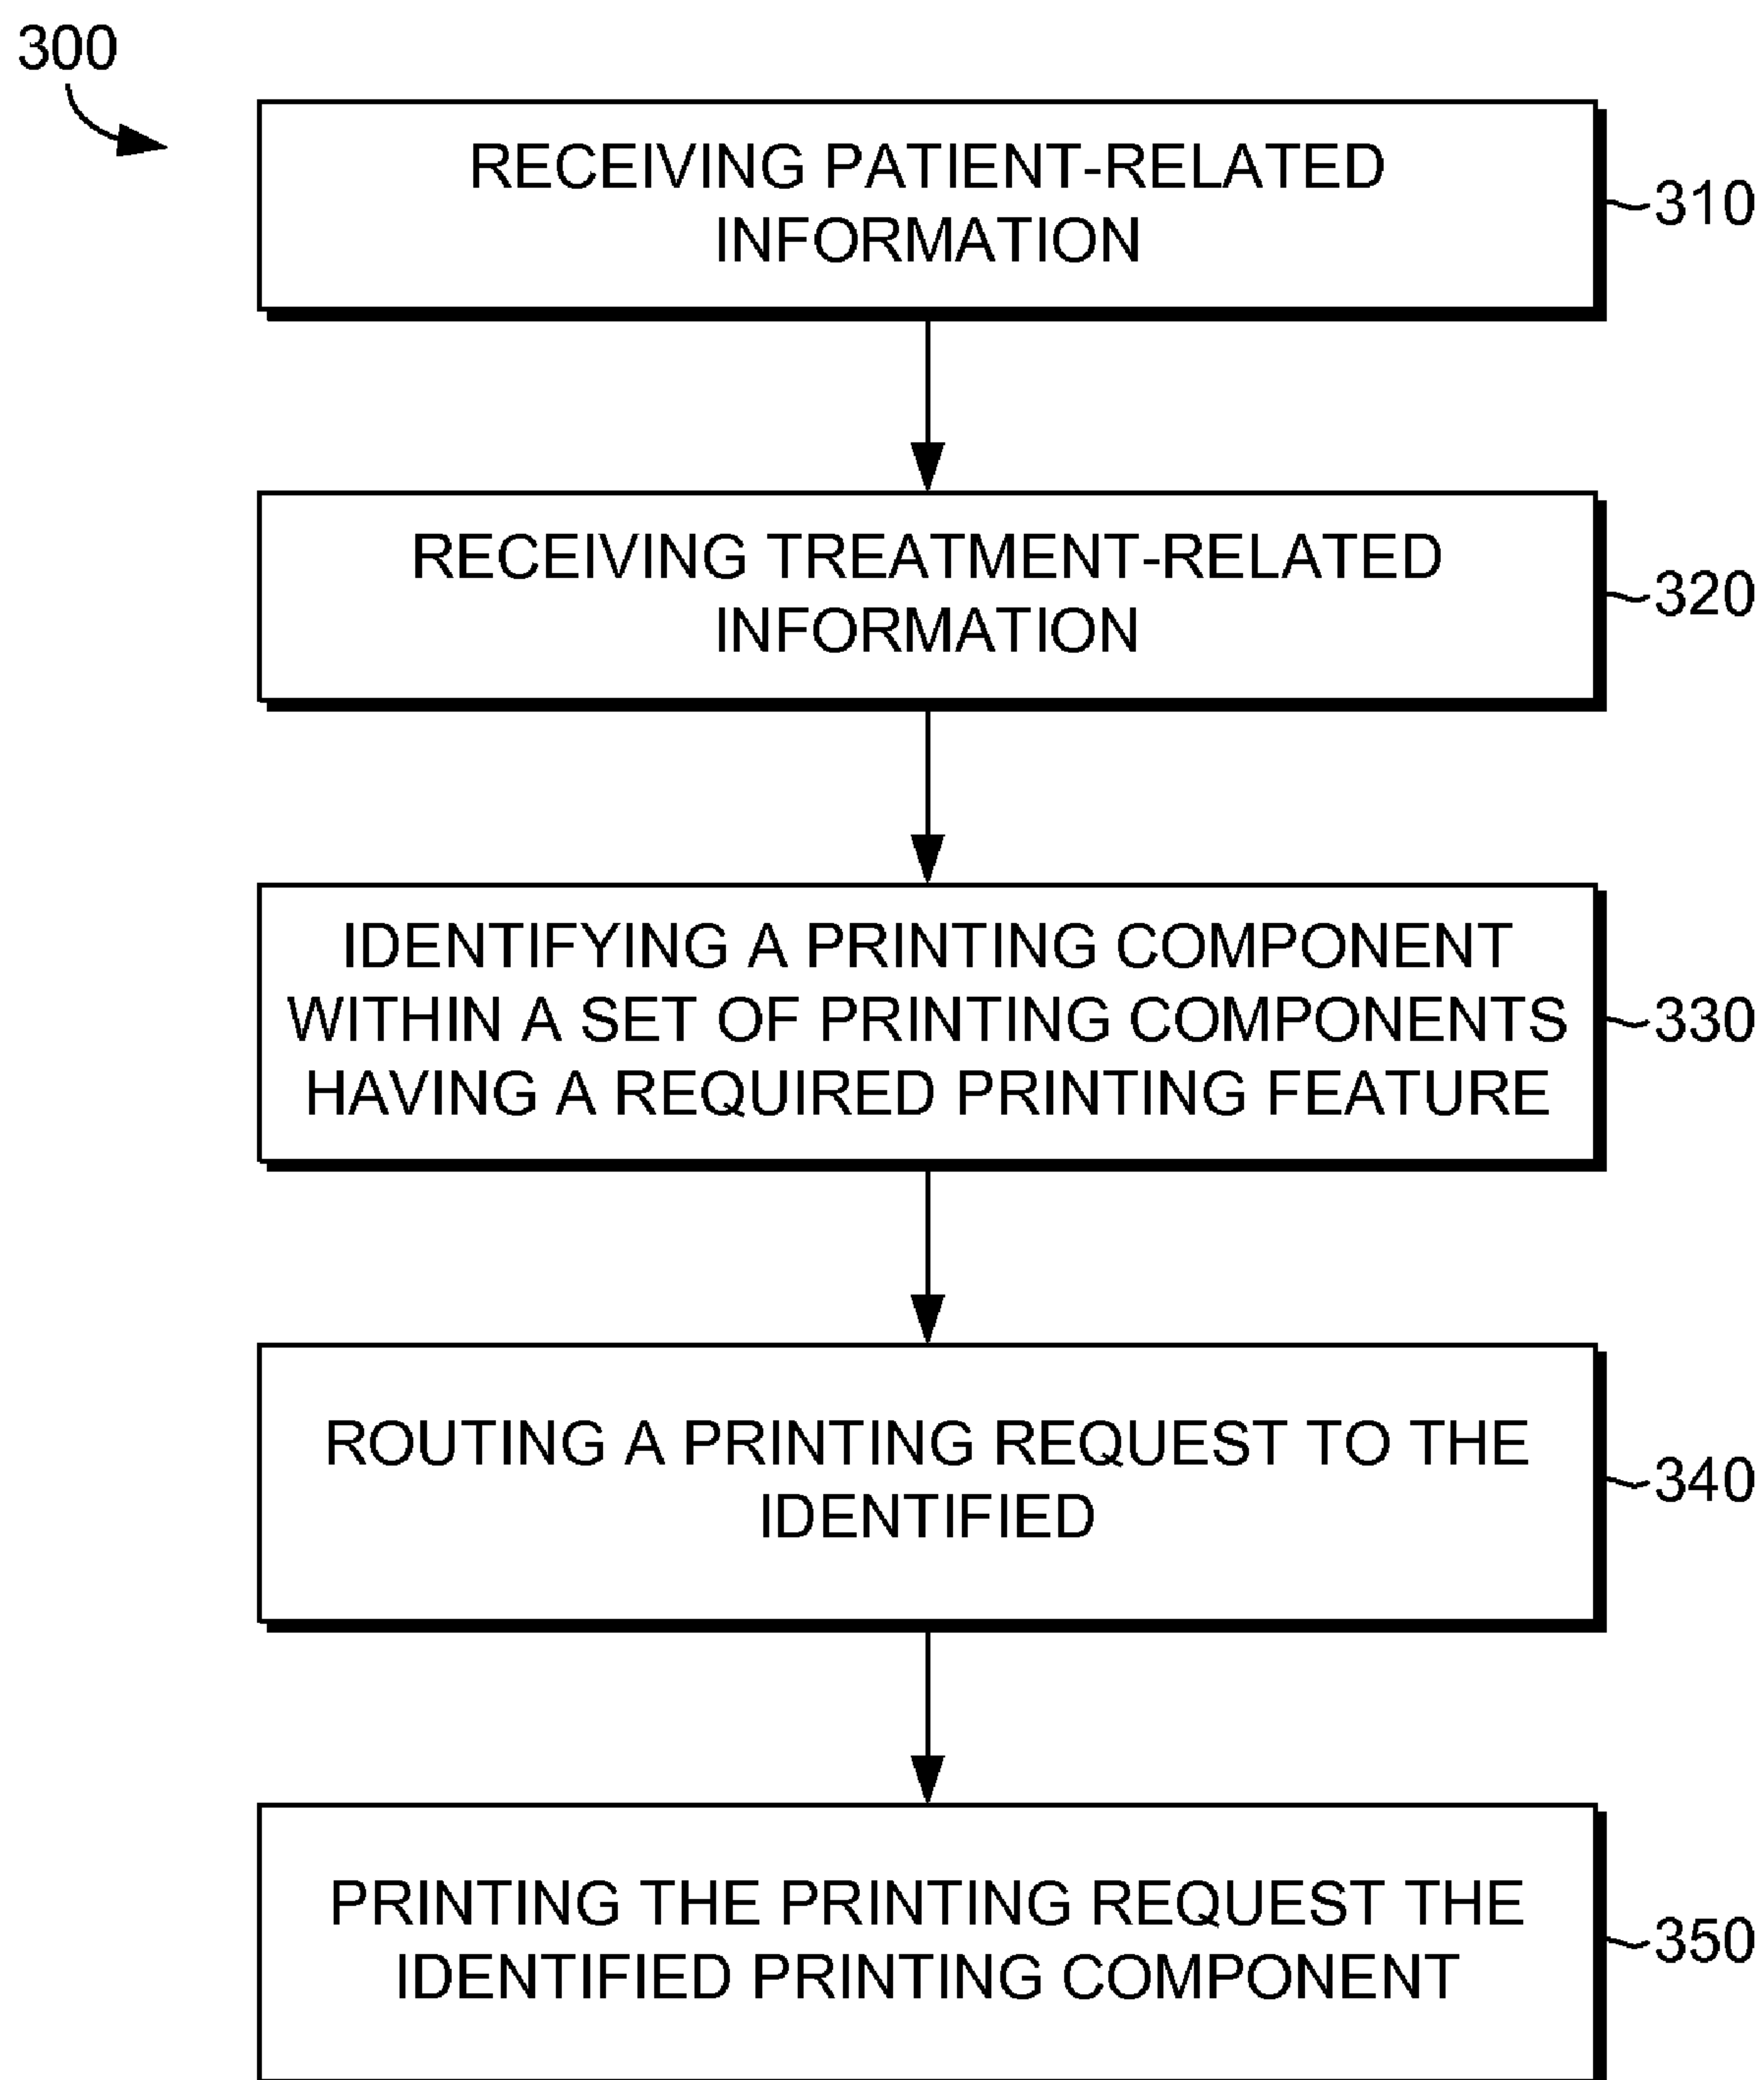 300
RECEIVING PATIENT-RELATED
INFORMATION
310
RECEIVING TREATMENT-RELATED
INFORMATION
320
IDENTIFYING A PRINTING COMPONENT
WITHIN A SET OF PRINTING COMPONENTS
HAVING A REQUIRED PRINTING FEATURE
330
ROUTING A PRINTING REQUEST TO THE
IDENTIFIED
340
PRINTING THE PRINTING REQUEST THE
IDENTIFIED PRINTING COMPONENT
350